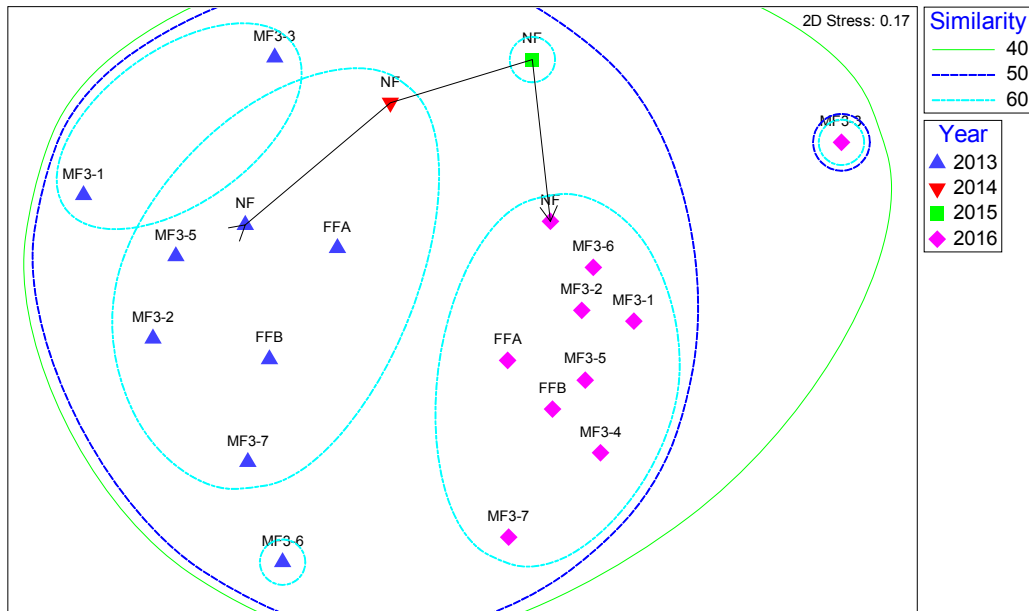 2D Stress: 0.17
MF3-3
NF
NF
MF3-3
MF3-1
NF
NF
FFA
MF3-5
MF3-6
MF3-2
MF3-1
MF3-2
FFB
FFA
MF3-5
FFB
MF3-7
MF3-4
MF3-7
MF3-6
Similarity
40
50
60
Year
2013
2014
2015
2016